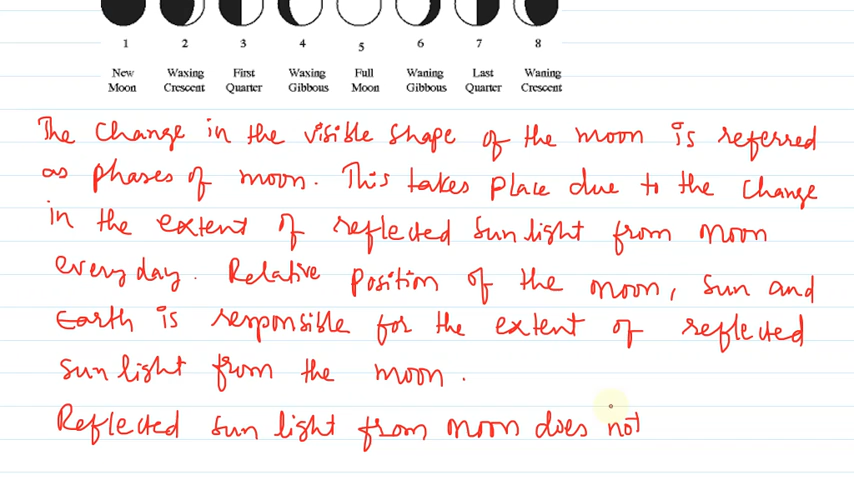 1 2 3 4 5 6 7 8
New Moon Waxing Crescent First Quarter Waxing Gibbous Full Moon Waning Gibbous Last Quarter Waning Crescent
The change in the visible shape of the moon is referred
as phases of moon. This takes place due to the change
in the extent of reflected sun light from moon
every day. Relative position of the moon, sun and
Earth is responsible for the extent of reflected
sun light from the moon.
Reflected sun light from moon does not